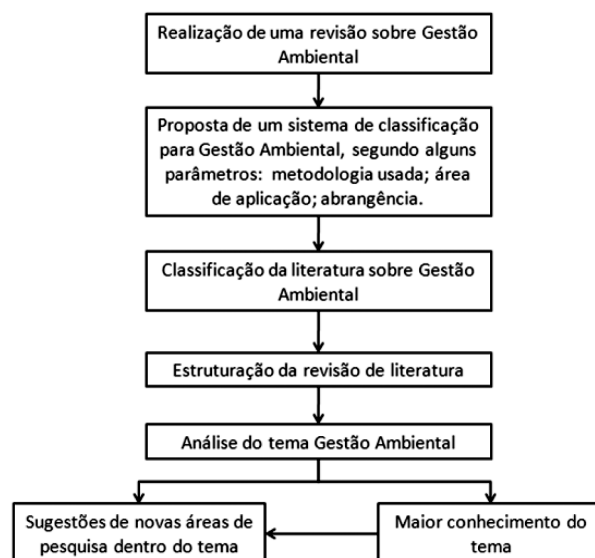 Realização de uma revisão sobre Gestão
Ambiental
Proposta de um sistema de classificação
para Gestão Ambiental, segundo alguns
parâmetros: metodologia usada; área
de aplicação; abrangência.
Classificação da literatura sobre Gestão
Ambiental
Estruturação da revisão de literatura
Análise do tema Gestão Ambiental
Sugestões de novas áreas de
pesquisa dentro do tema
Maior conhecimento do
tema